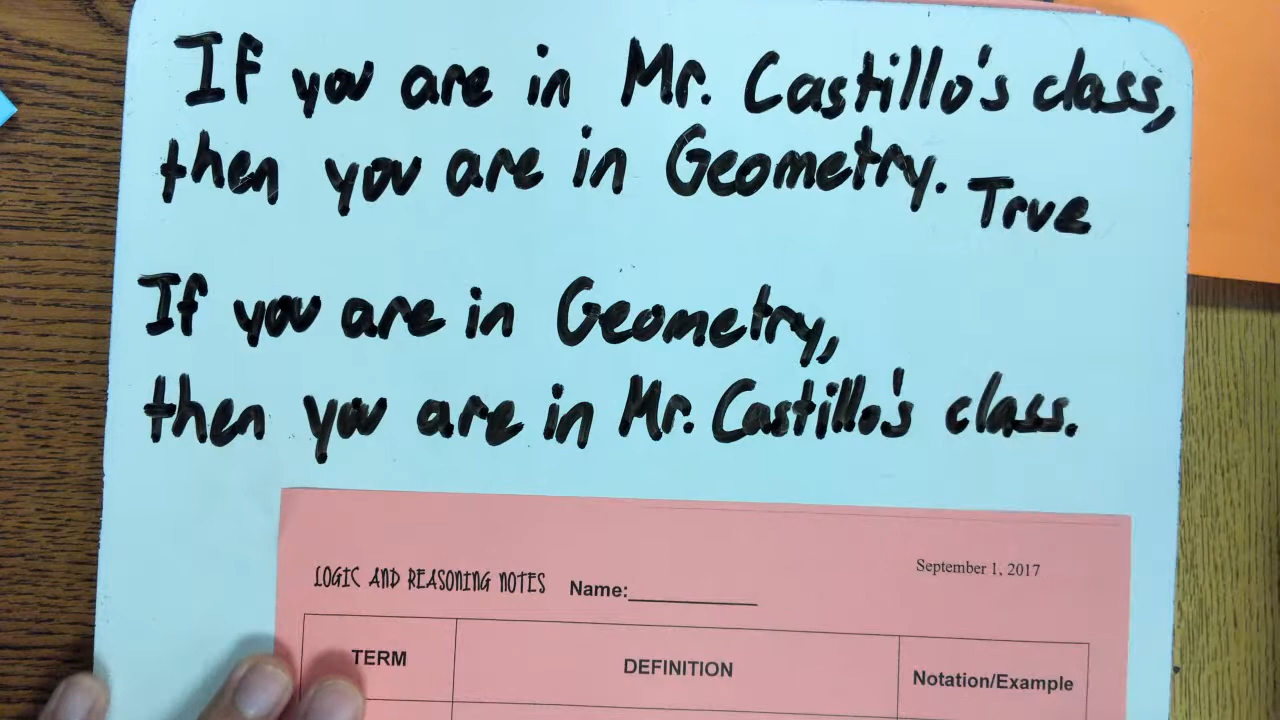 If you are in Mr. Castillo's class,
then you are in Geometry. True
If you are in Geometry,
then you are in Mr. Castillo's class.
LOGIC AND REASONING NOTES Name:__________ September 1, 2017
TERM DEFINITION Notation/Example